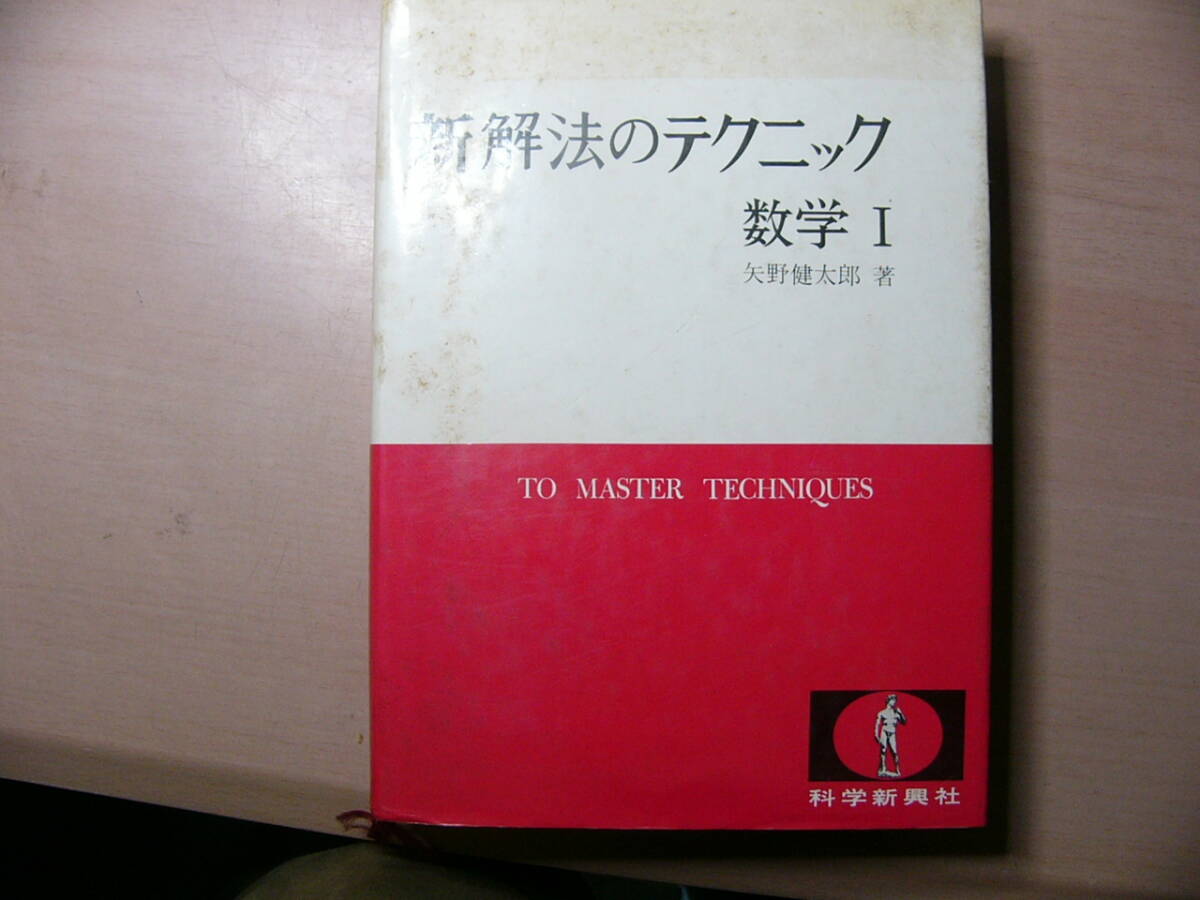 新解法のテクニック
数学 I
矢野健太郎 著
TO MASTER TECHNIQUES
科学新興社